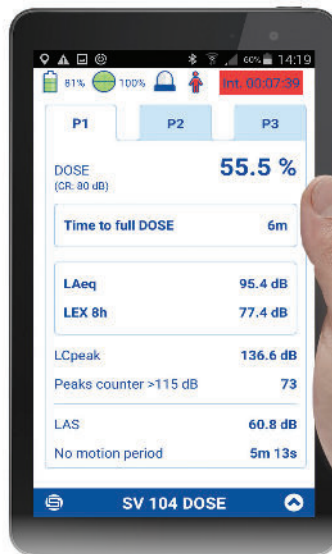 60% 14:19
81% 100% Int. 00:07:39
P1 P2 P3
DOSE 55.5 %
(CR: 80 dB)
Time to full DOSE 6m
LAeq 95.4 dB
LEX 8h 77.4 dB
LCpeak 136.6 dB
Peaks counter >115 dB 73
LAS 60.8 dB
No motion period 5m 13s
SV 104 DOSE